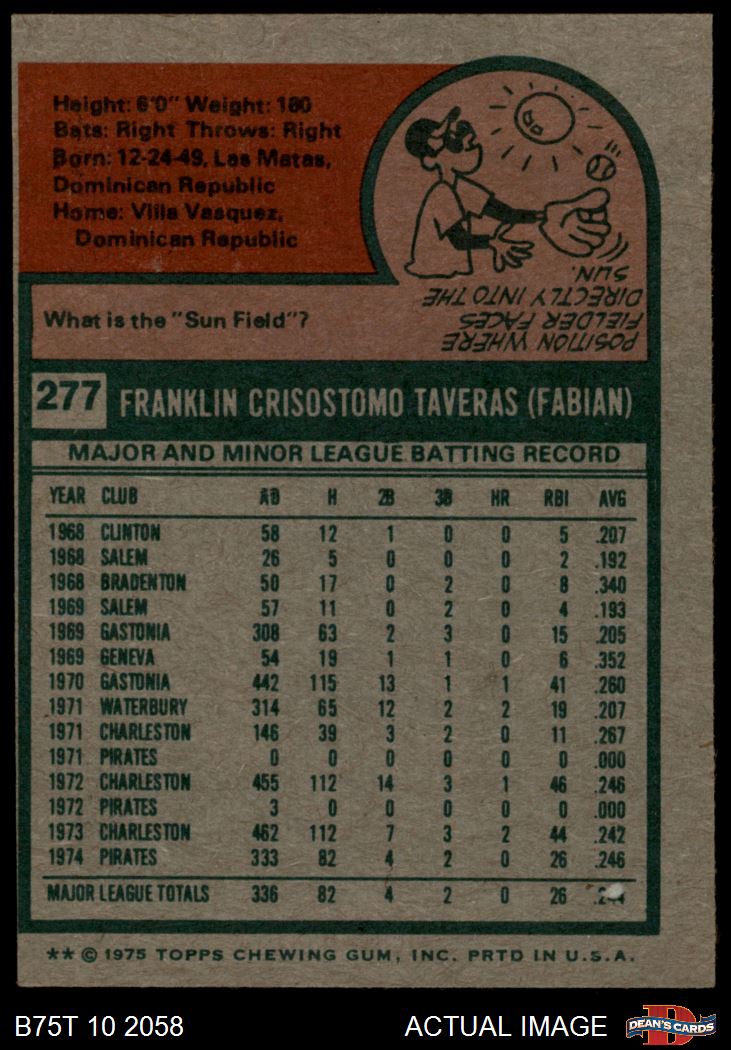 Height: 6'0" Weight: 160
Bats: Right Throws: Right
Born: 12-24-49, Las Matas,
Dominican Republic
Home: Villa Vasquez,
Dominican Republic
What is the "Sun Field"?
POSITION WHERE
FIELDER FACES
DIRECTLY INTO THE
SUN.
277 FRANKLIN CRISOSTOMO TAVERAS (FABIAN)
MAJOR AND MINOR LEAGUE BATTING RECORD
YEAR CLUB AB H 2B 3B HR RBI AVG
1968 CLINTON 58 12 1 0 0 5 .207
1968 SALEM 26 5 0 0 0 2 .192
1968 BRADENTON 50 17 0 2 0 8 .340
1969 SALEM 57 11 0 2 0 4 .193
1969 GASTONIA 308 63 2 3 0 15 .205
1969 GENEVA 54 19 1 1 0 6 .352
1970 GASTONIA 442 115 13 1 1 41 .260
1971 WATERBURY 314 65 12 2 2 19 .207
1971 CHARLESTON 146 39 3 2 0 11 .267
1971 PIRATES 0 0 0 0 0 0 .000
1972 CHARLESTON 455 112 14 3 1 46 .246
1972 PIRATES 3 0 0 0 0 0 .000
1973 CHARLESTON 462 112 7 3 2 44 .242
1974 PIRATES 333 82 4 2 0 26 .246
MAJOR LEAGUE TOTALS 336 82 4 2 0 26
** © 1975 TOPPS CHEWING GUM, INC. PRTD IN U.S.A.
B75T 10 2058 ACTUAL IMAGE DEAN'S CARDS